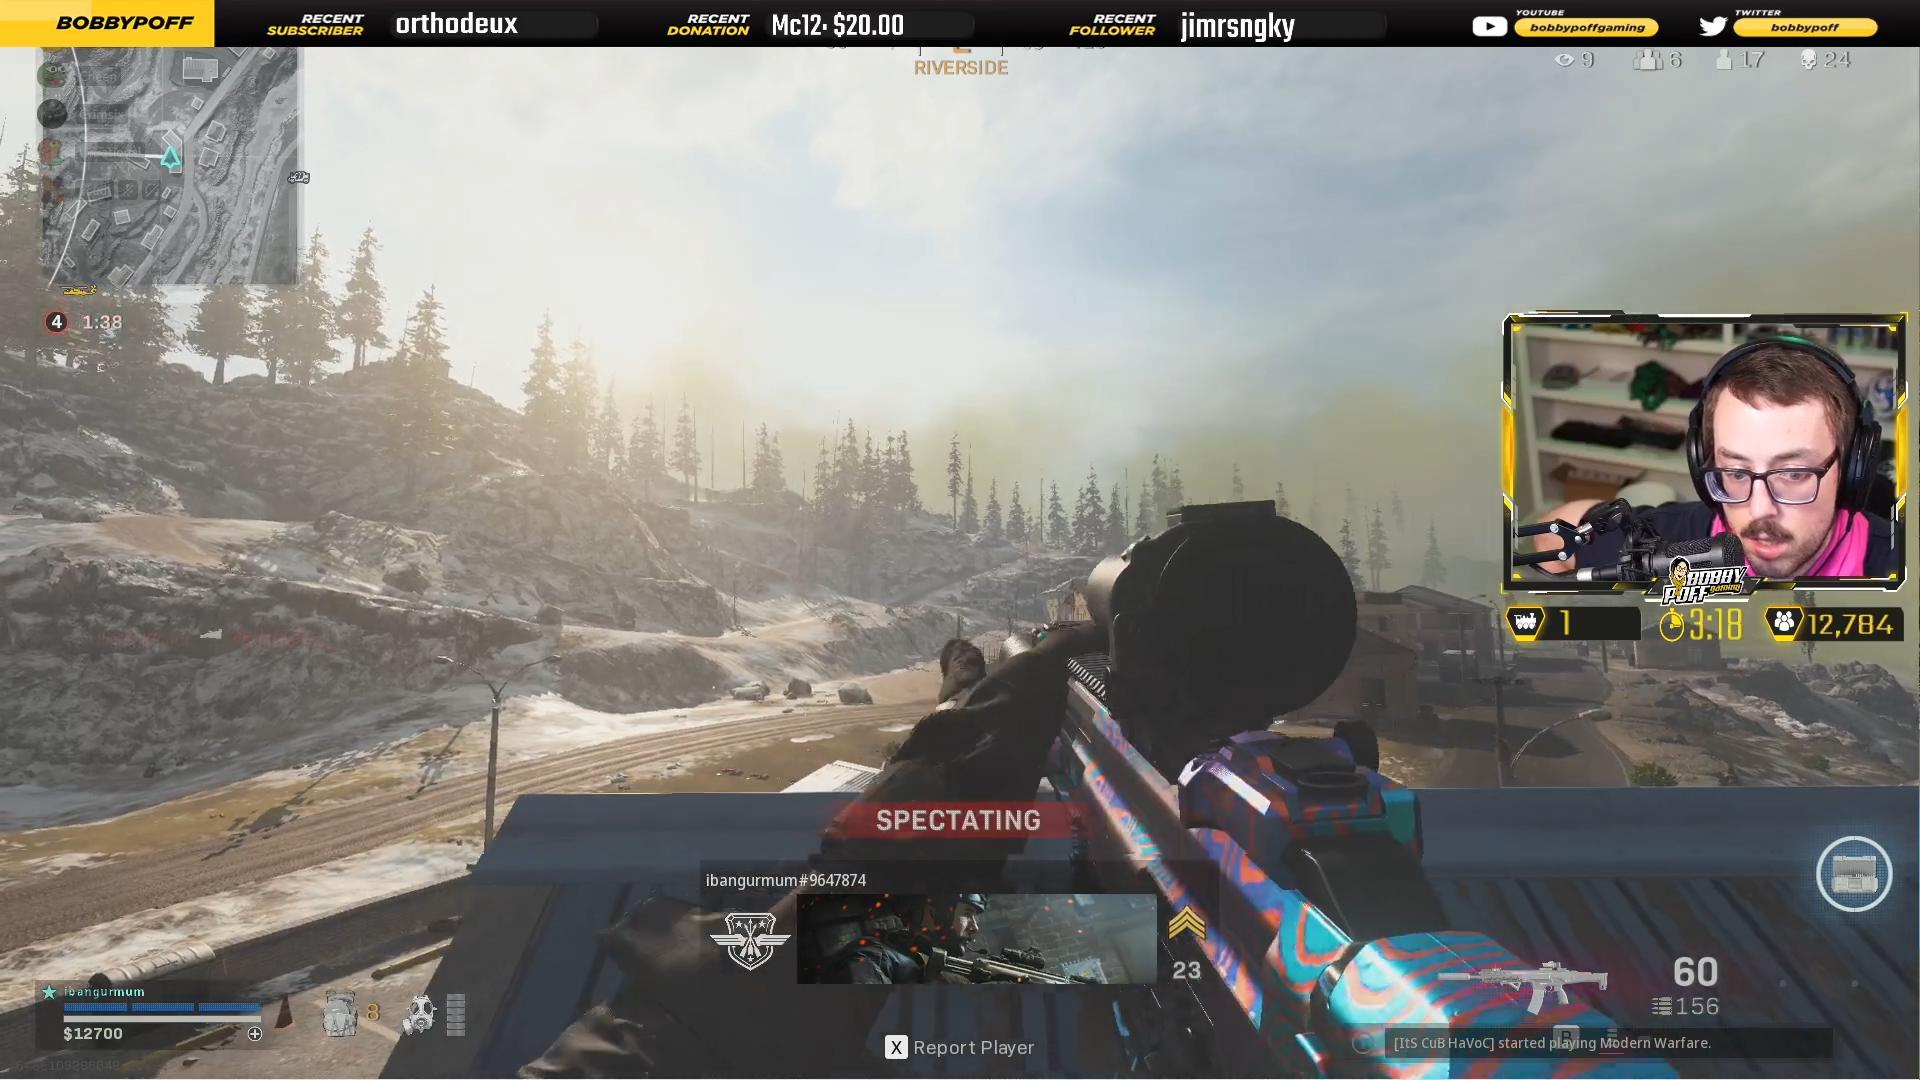 BOBBYPOFF
RECENT
SUBSCRIBER
orthodeux
RECENT
DONATION
Mc12: $20.00
RECENT
FOLLOWER
jimrsngky
YOUTUBE
bobbypoffgaming
TWITTER
bobbypoff
RIVERSIDE
9
6
17
24
4
1:38
BOBBY
POFF
gaming
1
3:18
12,784
SPECTATING
ibangurmum#9647874
23
ibangurmum
$12700
8
60
156
X Report Player
[ItS CuB HaVoC] started playing Modern Warfare.